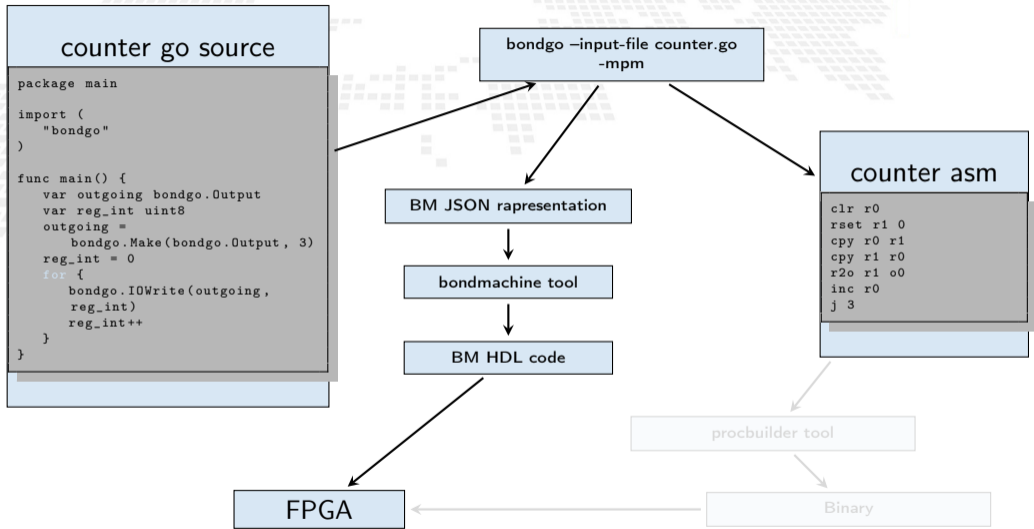 counter go source
package main
import (
"bondgo"
)
func main() {
var outgoing bondgo.Output
var reg_int uint8
outgoing =
bondgo.Make(bondgo.Output, 3)
reg_int = 0
for {
bondgo.IOWrite(outgoing,
reg_int)
reg_int++
}
}
bondgo –input-file counter.go
-mpm
BM JSON rapresentation
bondmachine tool
BM HDL code
FPGA
counter asm
clr r0
rset r1 0
cpy r0 r1
cpy r1 r0
r2o r1 o0
inc r0
j 3
procbuilder tool
Binary